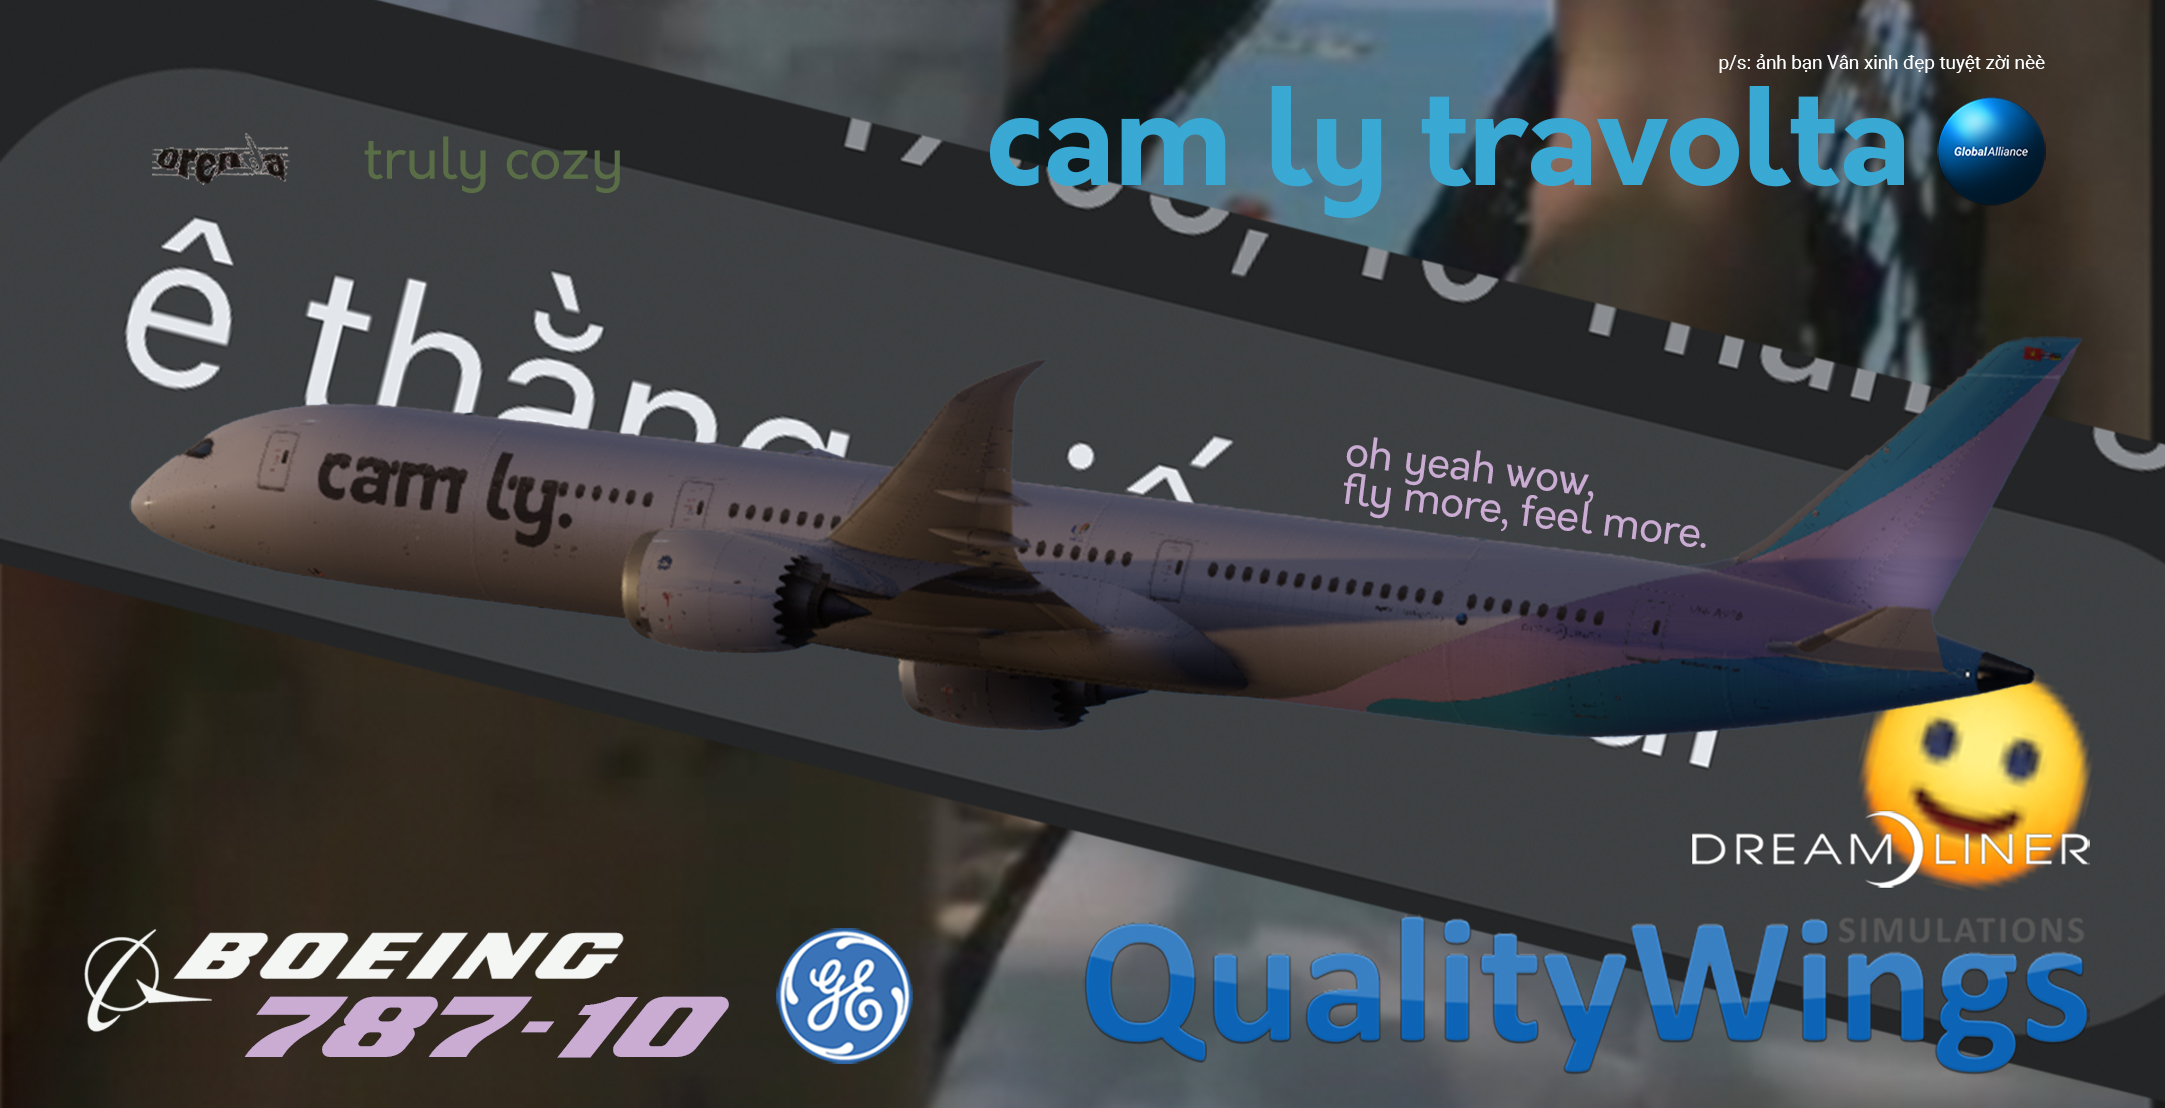 p/s: ảnh bạn Vân xinh đẹp tuyệt zời nèè
cam ly travolta
GlobalAlliance
orenda
truly cozy
ê thằng
cam ly.
oh yeah wow,
fly more, feel more.
DREAMLINER
BOEING
787-10
GE
SIMULATIONS
QualityWings